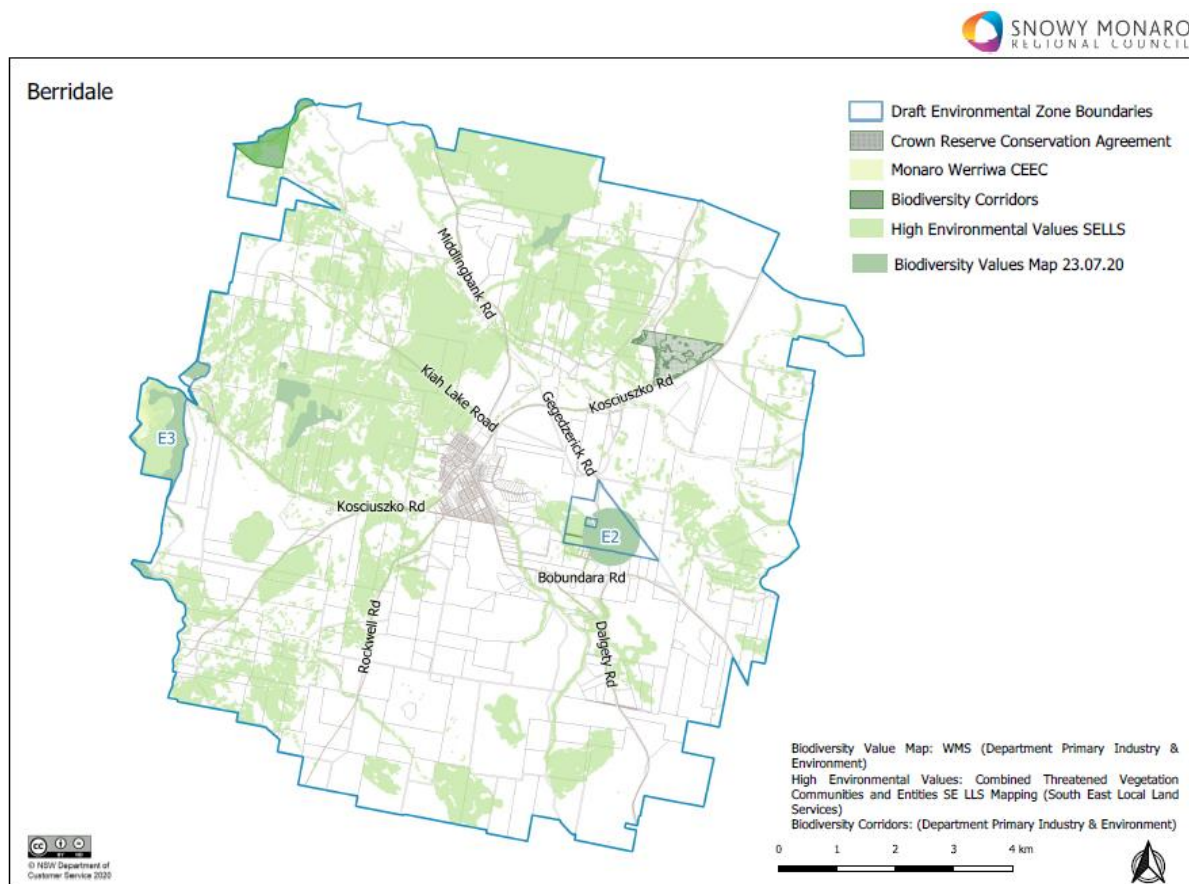 SNOWY MONARO
REGIONAL COUNCIL
Berridale
Draft Environmental Zone Boundaries
Crown Reserve Conservation Agreement
Monaro Werriwa CEEC
Biodiversity Corridors
High Environmental Values SELLS
Biodiversity Values Map 23.07.20
Middlingbank Rd
Kiah Lake Road
Gegedzerick Rd
Kosciuszko Rd
E3
Kosciuszko Rd
E2
Bobundara Rd
Rockwell Rd
Dalgety Rd
Biodiversity Value Map: WMS (Department Primary Industry &
Environment)
High Environmental Values: Combined Threatened Vegetation
Communities and Entities SE LLS Mapping (South East Local Land
Services)
Biodiversity Corridors: (Department Primary Industry & Environment)
0 1 2 3 4 km
cc
© NSW Department of
Customer Service 2020